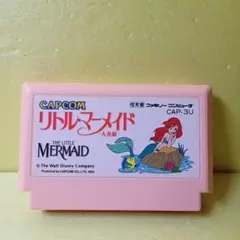 CAPCOM
任天堂 ファミリーコンピュータ
CAP-3U
リトル・マーメイド
人魚姫
THE LITTLE
MERMAID
© The Walt Disney Company